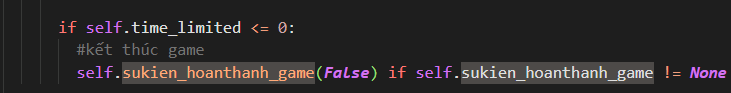 if self.time_limited <= 0:
#kết thúc game
self.sukien_hoanthanh_game(False) if self.sukien_hoanthanh_game != None